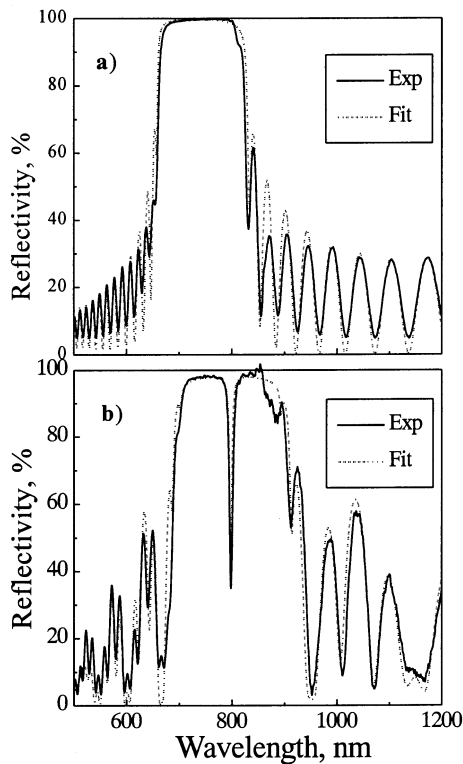 a)
Reflectivity, %
100
80
60
40
20
0
Exp
Fit
b)
Reflectivity, %
100
80
60
40
20
0
Exp
Fit
600 800 1000 1200
Wavelength, nm